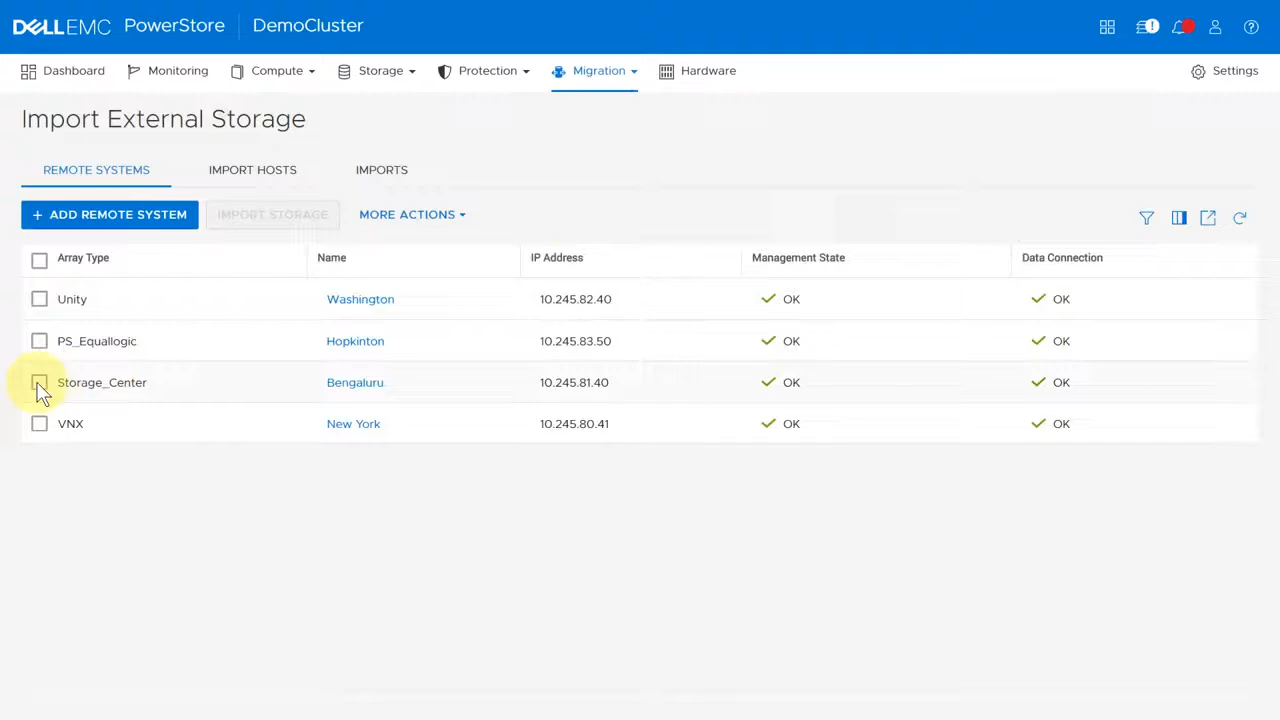 DELLEMC PowerStore DemoCluster
Dashboard Monitoring Compute Storage Protection Migration Hardware Settings
Import External Storage
REMOTE SYSTEMS IMPORT HOSTS IMPORTS
+ ADD REMOTE SYSTEM IMPORT STORAGE MORE ACTIONS
Array Type Name IP Address Management State Data Connection
Unity Washington 10.245.82.40 OK OK
PS_Equallogic Hopkinton 10.245.83.50 OK OK
Storage_Center Bengaluru 10.245.81.40 OK OK
VNX New York 10.245.80.41 OK OK